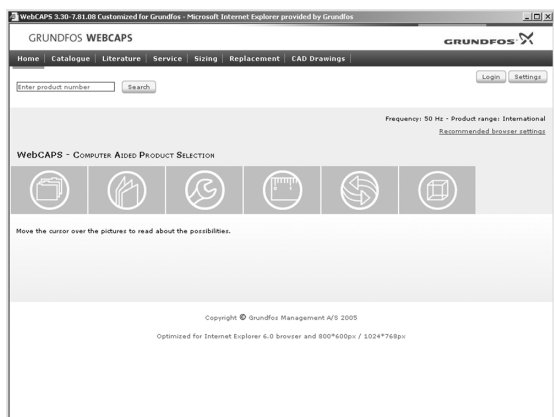 WebCAPS 3.30-7.81.08 Customized for Grundfos - Microsoft Internet Explorer provided by Grundfos
GRUNDFOS WEBCAPS
GRUNDFOS
Home Catalogue Literature Service Sizing Replacement CAD Drawings
Login Settings
Enter product number Search
Frequency: 50 Hz - Product range: International
Recommended browser settings
WebCAPS - Computer Aided Product Selection
Move the cursor over the pictures to read about the possibilities.
Copyright © Grundfos Management A/S 2005
Optimized for Internet Explorer 6.0 browser and 800*600px / 1024*768px